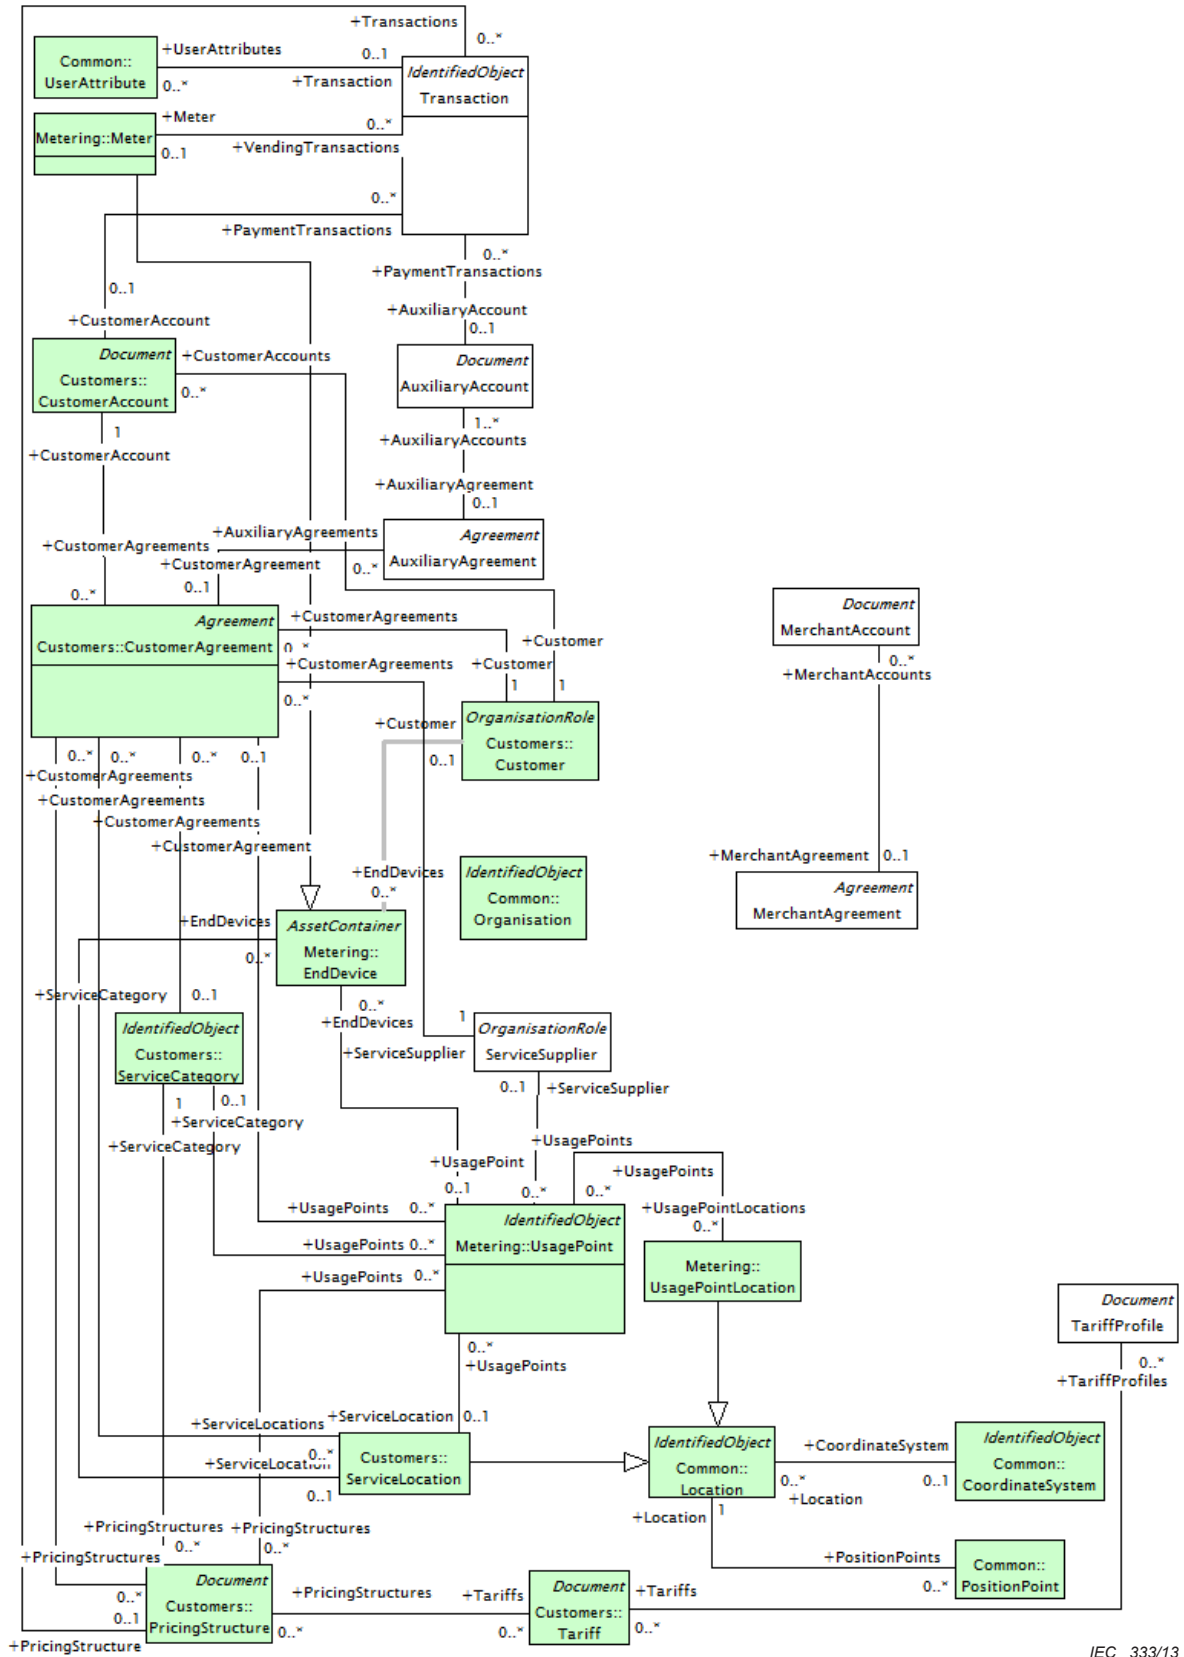 +Transactions
0..*
+UserAttributes
0..1
Common::
UserAttribute
0..*
+Transaction
IdentifiedObject
Transaction
+Meter
0..*
Metering::Meter
0..1
+VendingTransactions
0..*
+PaymentTransactions
0..*
+PaymentTransactions
0..1
+CustomerAccount
+AuxiliaryAccount
0..1
Document
Customers::
CustomerAccount
+CustomerAccounts
0..*
Document
AuxiliaryAccount
1
+CustomerAccount
1..*
+AuxiliaryAccounts
+AuxiliaryAgreement
0..1
+AuxiliaryAgreements
0..*
Agreement
AuxiliaryAgreement
+CustomerAgreements
0..*
+CustomerAgreement
0..1
Agreement
Customers::CustomerAgreement
+CustomerAgreements
0..*
+CustomerAgreements
0..*
+Customer
1
+Customer
1
Document
MerchantAccount
0..*
+MerchantAccounts
+MerchantAgreement
0..1
Agreement
MerchantAgreement
+Customer
0..1
OrganisationRole
Customers::
Customer
0..*
0..*
0..*
0..1
+CustomerAgreements
+CustomerAgreements
+CustomerAgreements
+CustomerAgreement
+EndDevices
0..*
IdentifiedObject
Common::
Organisation
+EndDevices
0..*
AssetContainer
Metering::
EndDevice
0..*
+EndDevices
+ServiceCategory
0..1
IdentifiedObject
Customers::
ServiceCategory
1
+ServiceSupplier
OrganisationRole
ServiceSupplier
0..1
+ServiceSupplier
1
0..1
+ServiceCategory
+ServiceCategory
+UsagePoints
0..*
+UsagePoint
0..1
+UsagePoints
0..*
+UsagePointLocations
0..*
+UsagePoints
0..*
+UsagePoints
0..*
+UsagePoints
0..*
IdentifiedObject
Metering::UsagePoint
Metering::
UsagePointLocation
0..*
+UsagePoints
Document
TariffProfile
0..*
+TariffProfiles
+ServiceLocations
0..*
+ServiceLocation
0..1
+ServiceLocation
0..1
Customers::
ServiceLocation
IdentifiedObject
Common::
Location
+CoordinateSystem
0..*
+Location
0..1
IdentifiedObject
Common::
CoordinateSystem
1
+Location
+PositionPoints
0..*
Common::
PositionPoint
+PricingStructures
0..*
+PricingStructures
0..*
+PricingStructures
0..*
0..1
+PricingStructure
Document
Customers::
PricingStructure
+PricingStructures
0..*
+Tariffs
0..*
Document
Customers::
Tariff
+Tariffs
0..*
IEC 333/13